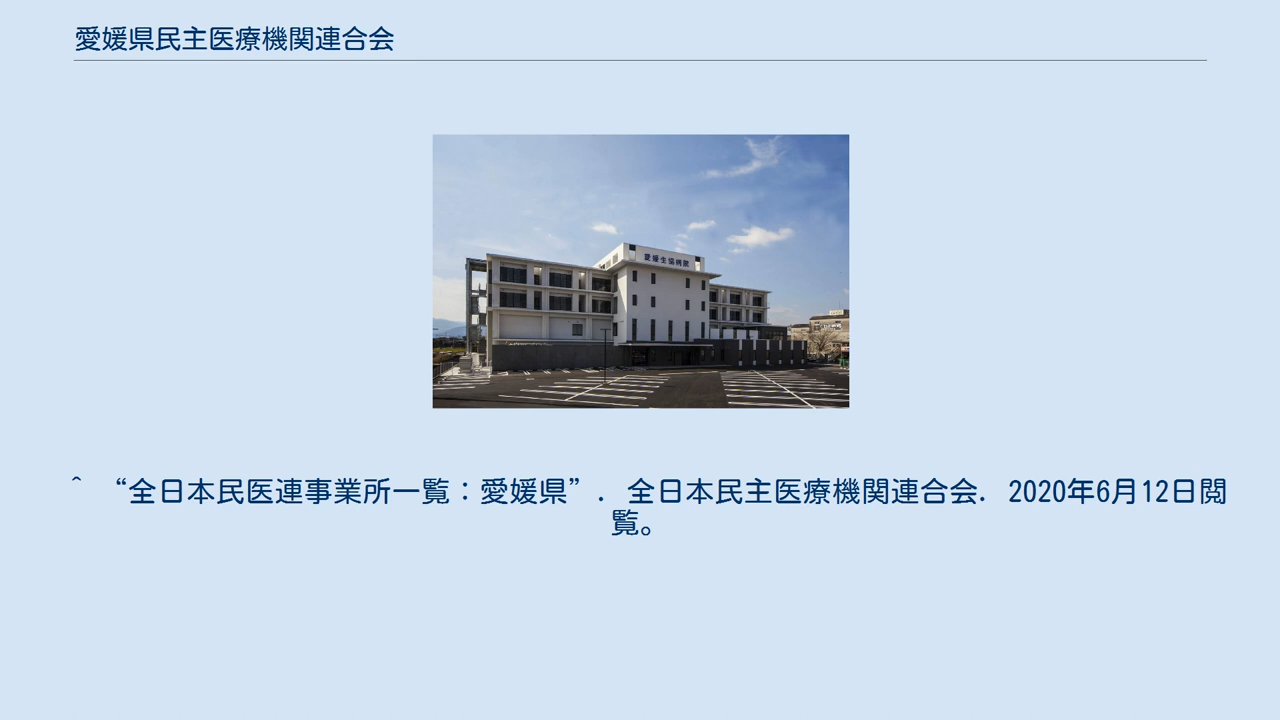 愛媛県民主医療機関連合会
愛媛生協病院
^ “全日本民医連事業所一覧：愛媛県”. 全日本民主医療機関連合会. 2020年6月12日閲
覧。